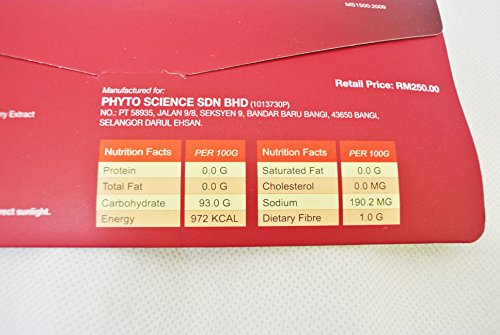 MS1500:2009
Manufactured for:
Retail Price: RM250.00
PHYTO SCIENCE SDN BHD (1013730P)
NO.: PT 58935, JALAN 9/8, SEKSYEN 9, BANDAR BARU BANGI, 43650 BANGI,
SELANGOR DARUL EHSAN.
Extract
Nutrition Facts PER 100G Nutrition Facts PER 100G
Protein 0.0 G Saturated Fat 0.0 G
Total Fat 0.0 G Cholesterol 0.0 MG
Carbohydrate 93.0 G Sodium 190.2 MG
Energy 972 KCAL Dietary Fibre 1.0 G
sunlight.